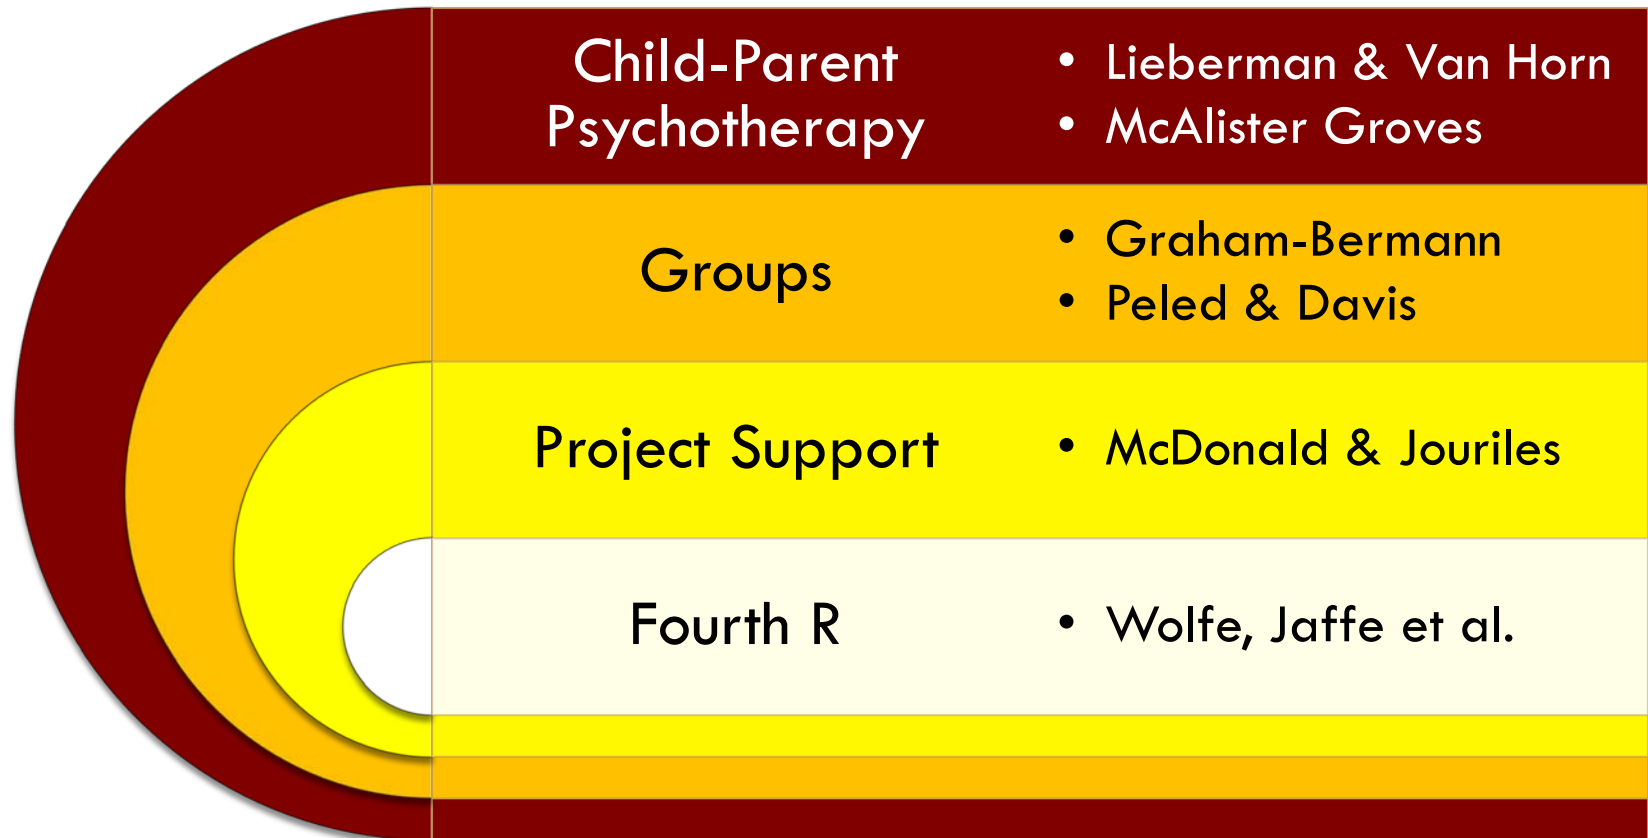 Child-Parent
Psychotherapy
• Lieberman & Van Horn
• McAlister Groves
Groups
• Graham-Bermann
• Peled & Davis
Project Support
• McDonald & Jouriles
Fourth R
• Wolfe, Jaffe et al.